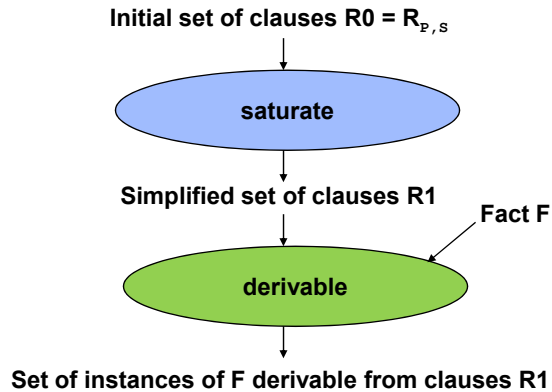 Initial set of clauses R0 = R_P,S
saturate
Simplified set of clauses R1
Fact F
derivable
Set of instances of F derivable from clauses R1